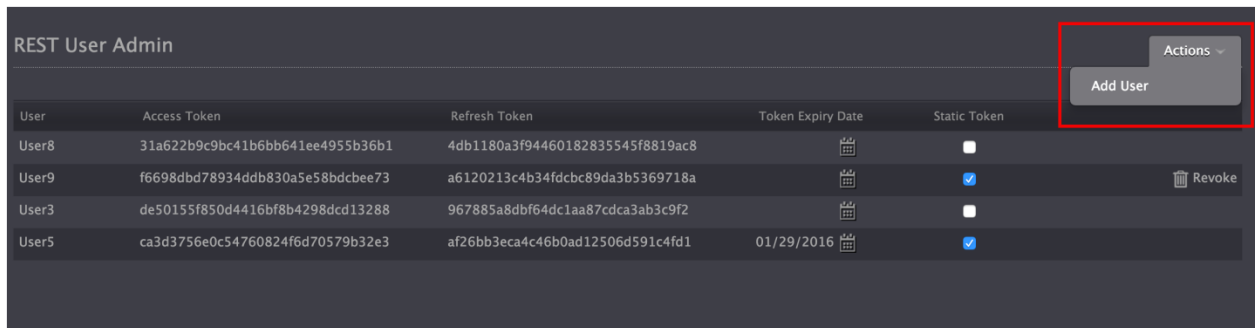 REST User Admin
Actions
Add User
User Access Token Refresh Token Token Expiry Date Static Token
User8 31a622b9c9bc41b6bb641ee4955b36b1 4db1180a3f94460182835545f8819ac8
User9 f6698dbd78934ddb830a5e58bdcbee73 a6120213c4b34fdcbc89da3b5369718a Revoke
User3 de50155f850d4416bf8b4298dcd13288 967885a8dbf64dc1aa87cdca3ab3c9f2
User5 ca3d3756e0c54760824f6d70579b32e3 af26bb3eca4c46b0ad12506d591c4fd1 01/29/2016